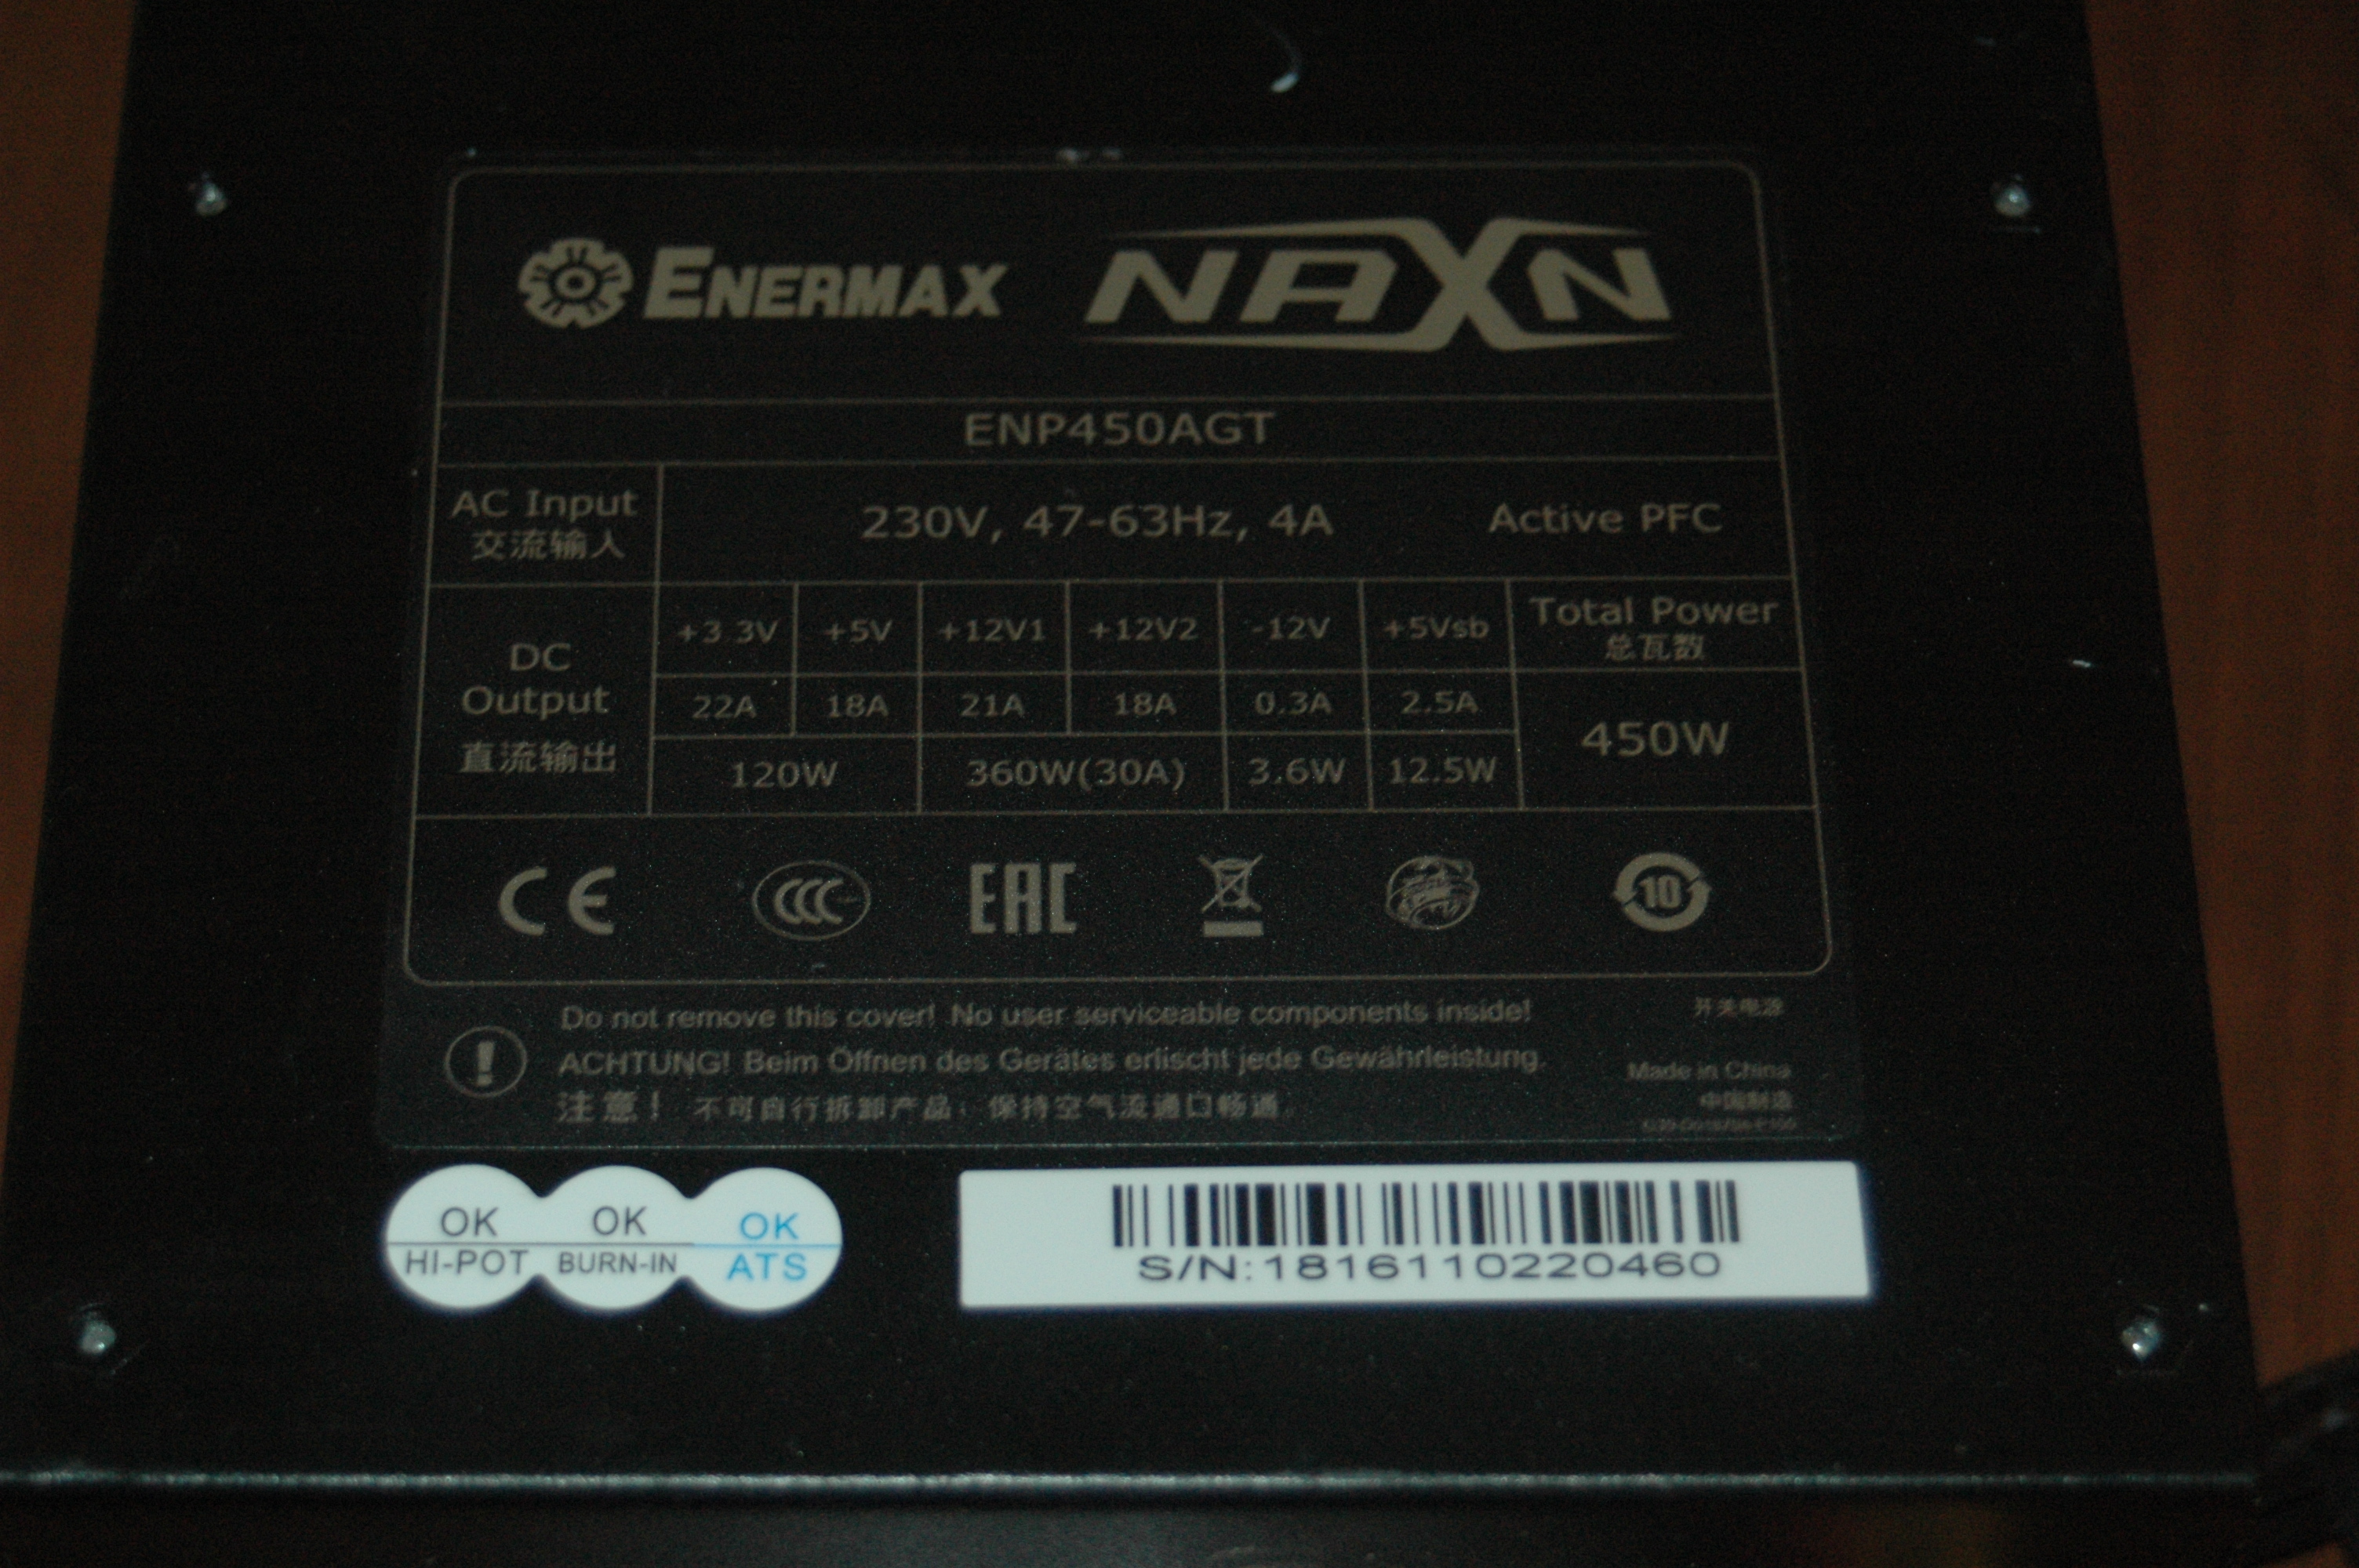 ENERMAX NAXN
ENP450AGT
AC Input 230V, 47-63Hz, 4A Active PFC
交流输入
+3.3V +5V +12V1 +12V2 -12V +5Vsb Total Power
总瓦数
DC
Output 22A 18A 21A 18A 0.3A 2.5A 450W
直流输出 120W 360W(30A) 3.6W 12.5W
CE CCC EAC 10
Do not remove this cover! No user serviceable components inside! 开关电源
ACHTUNG! Beim Öffnen des Gerätes erlischt jede Gewährleistung. Made in China
注意! 不可自行拆卸产品,保持空气流通口畅通。 中国制造
OK OK OK
HI-POT BURN-IN ATS
S/N:1816110220460